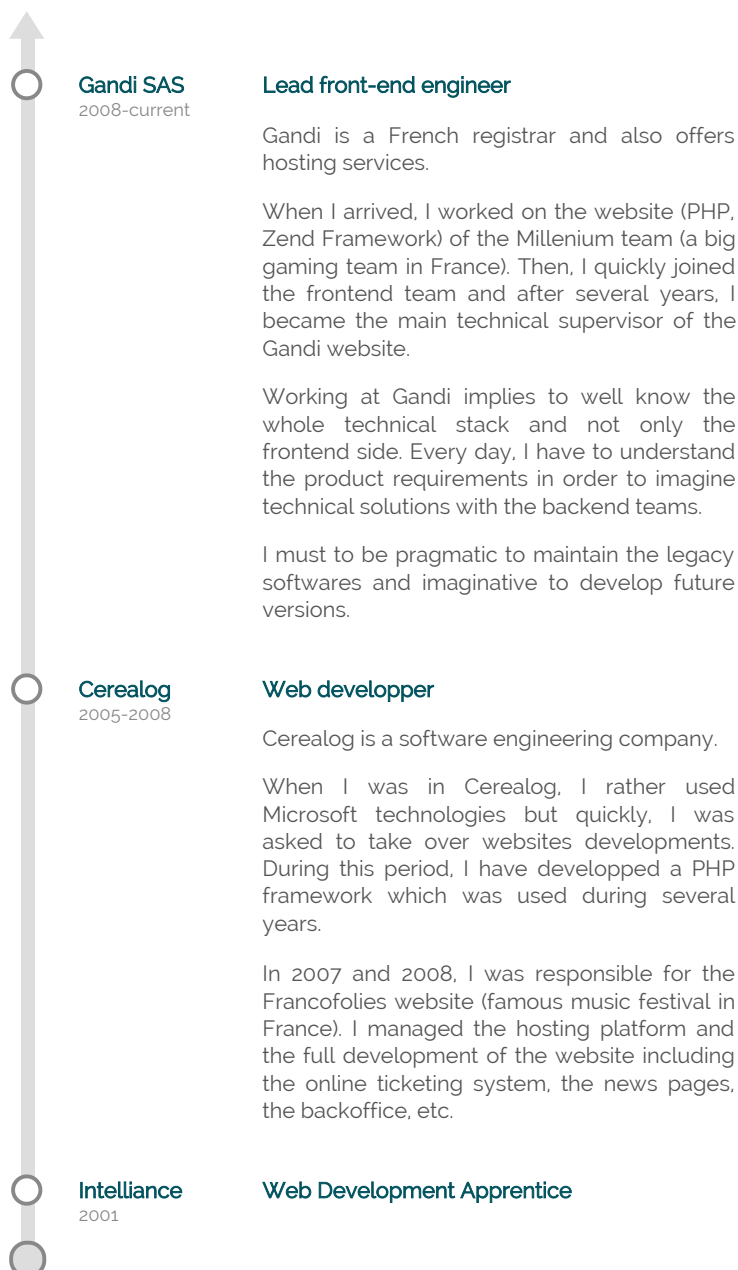 Gandi SAS
2008-current
Lead front-end engineer
Gandi is a French registrar and also offers
hosting services.
When I arrived, I worked on the website (PHP,
Zend Framework) of the Millenium team (a big
gaming team in France). Then, I quickly joined
the frontend team and after several years, I
became the main technical supervisor of the
Gandi website.
Working at Gandi implies to well know the
whole technical stack and not only the
frontend side. Every day, I have to understand
the product requirements in order to imagine
technical solutions with the backend teams.
I must to be pragmatic to maintain the legacy
softwares and imaginative to develop future
versions.
Cerealog
2005-2008
Web developper
Cerealog is a software engineering company.
When I was in Cerealog, I rather used
Microsoft technologies but quickly, I was
asked to take over websites developments.
During this period, I have developped a PHP
framework which was used during several
years.
In 2007 and 2008, I was responsible for the
Francofolies website (famous music festival in
France). I managed the hosting platform and
the full development of the website including
the online ticketing system, the news pages,
the backoffice, etc.
Intelliance
2001
Web Development Apprentice